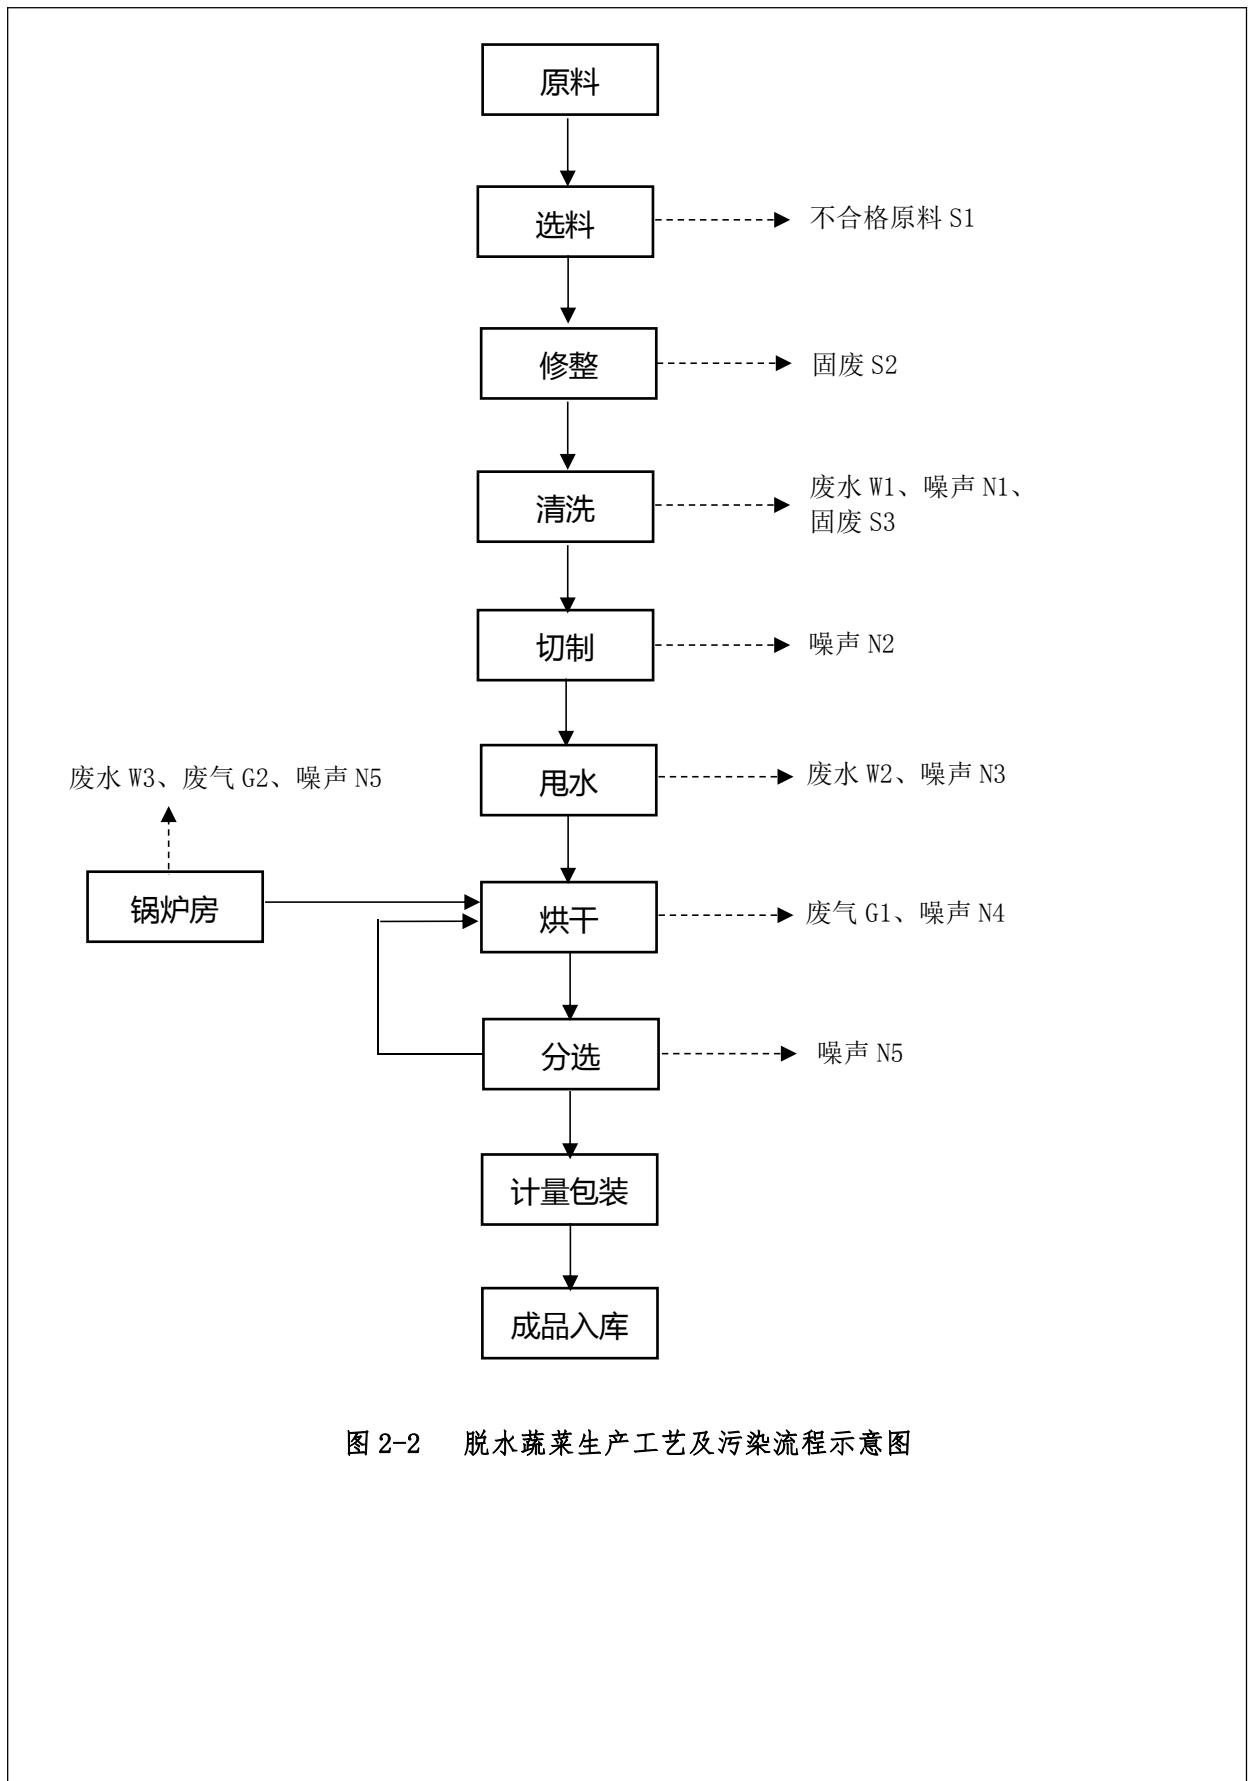 原料
选料
不合格原料 S1
修整
固废 S2
清洗
废水 W1、噪声 N1、
固废 S3
切制
噪声 N2
甩水
废水 W2、噪声 N3
废水 W3、废气 G2、噪声 N5
锅炉房
烘干
废气 G1、噪声 N4
分选
噪声 N5
计量包装
成品入库
图 2-2 脱水蔬菜生产工艺及污染流程示意图